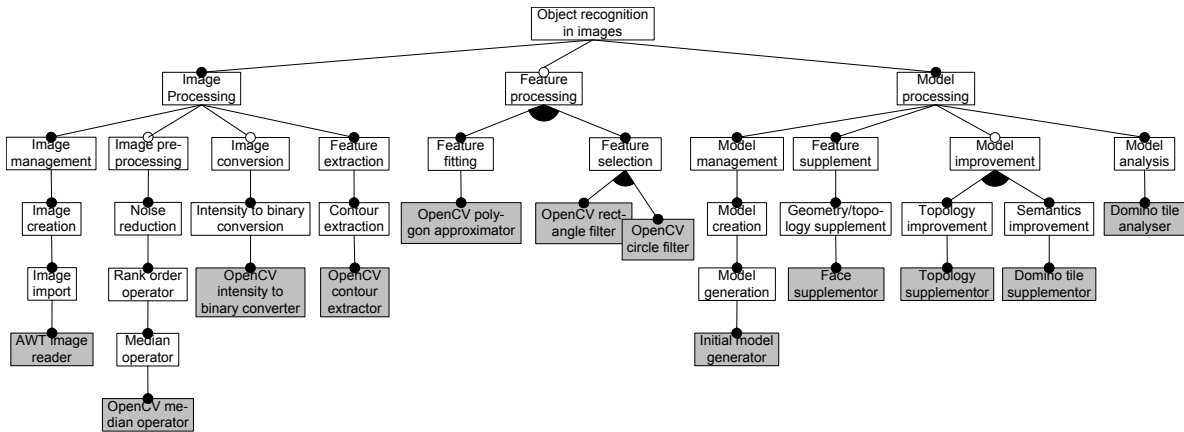 Object recognition
in images
Image
Processing
Feature
processing
Model
processing
Image
management
Image pre-
processing
Image
conversion
Feature
extraction
Feature
fitting
Feature
selection
Model
management
Feature
supplement
Model
improvement
Model
analysis
Image
creation
Noise
reduction
Intensity to binary
conversion
Contour
extraction
OpenCV poly-
gon approximator
OpenCV rect-
angle filter
OpenCV
circle filter
Model
creation
Geometry/topo-
logy supplement
Topology
improvement
Semantics
improvement
Domino tile
analyser
Image
import
Rank order
operator
OpenCV
intensity to
binary converter
OpenCV
contour
extractor
Model
generation
Face
supplementor
Topology
supplementor
Domino tile
supplementor
AWT image
reader
Median
operator
Initial model
generator
OpenCV me-
dian operator